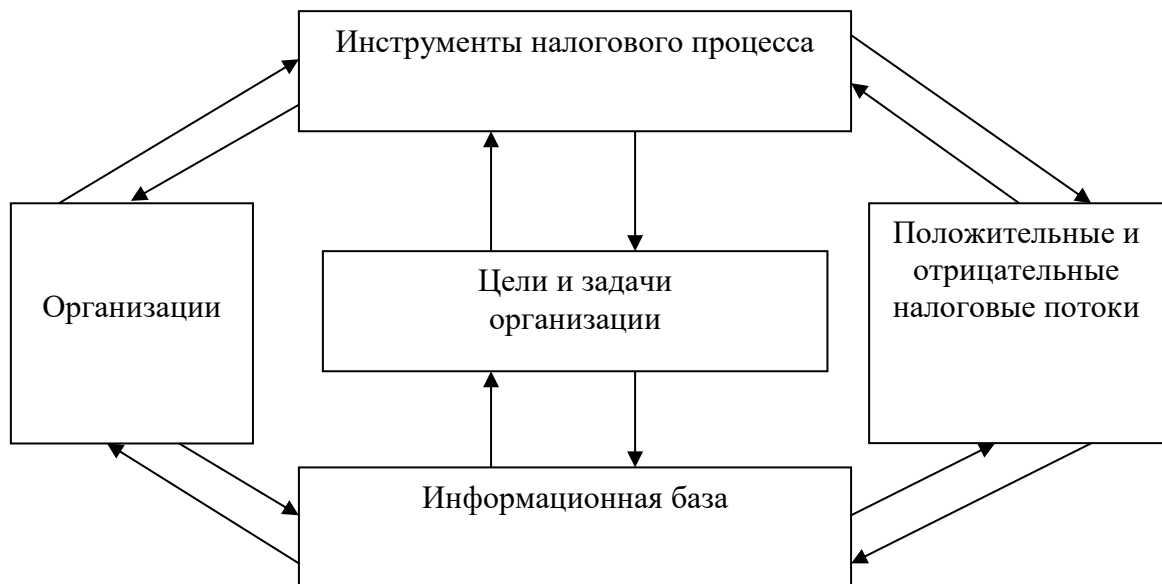 Инструменты налогового процесса
Организации
Цели и задачи
организации
Положительные и
отрицательные
налоговые потоки
Информационная база